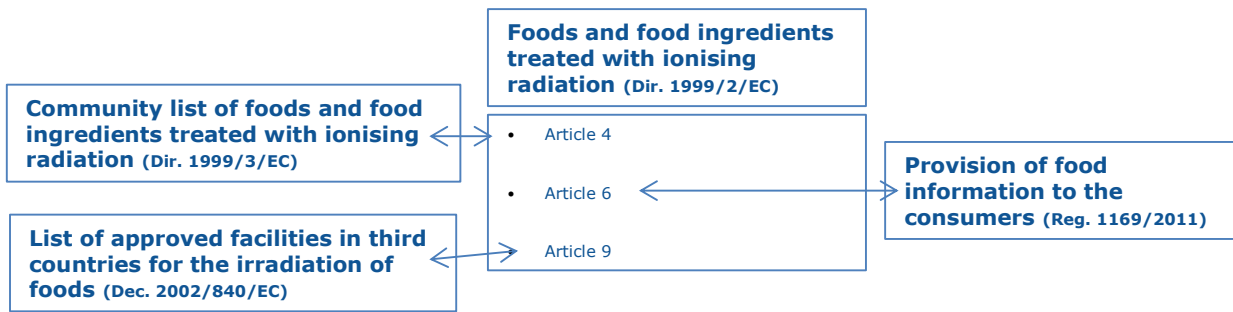 Foods and food ingredients
treated with ionising
radiation (Dir. 1999/2/EC)
Community list of foods and food
ingredients treated with ionising
radiation (Dir. 1999/3/EC)
• Article 4
• Article 6
• Article 9
Provision of food
information to the
consumers (Reg. 1169/2011)
List of approved facilities in third
countries for the irradiation of
foods (Dec. 2002/840/EC)